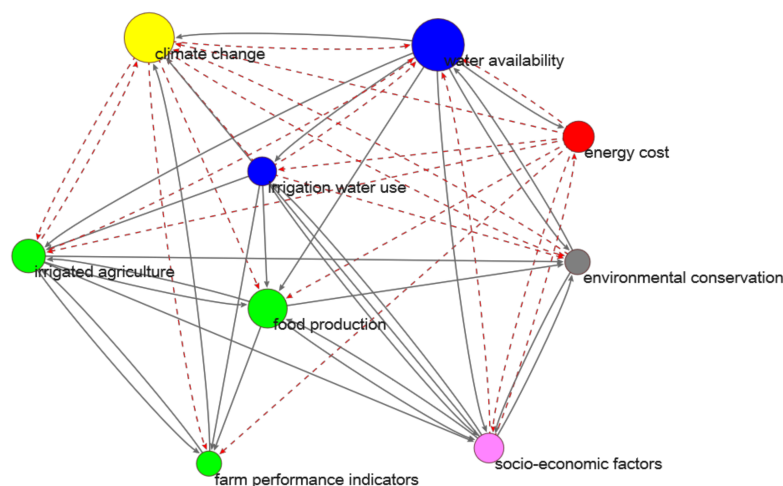 climate change
water availability
energy cost
irrigation water use
irrigated agriculture
environmental conservation
food production
socio-economic factors
farm performance indicators